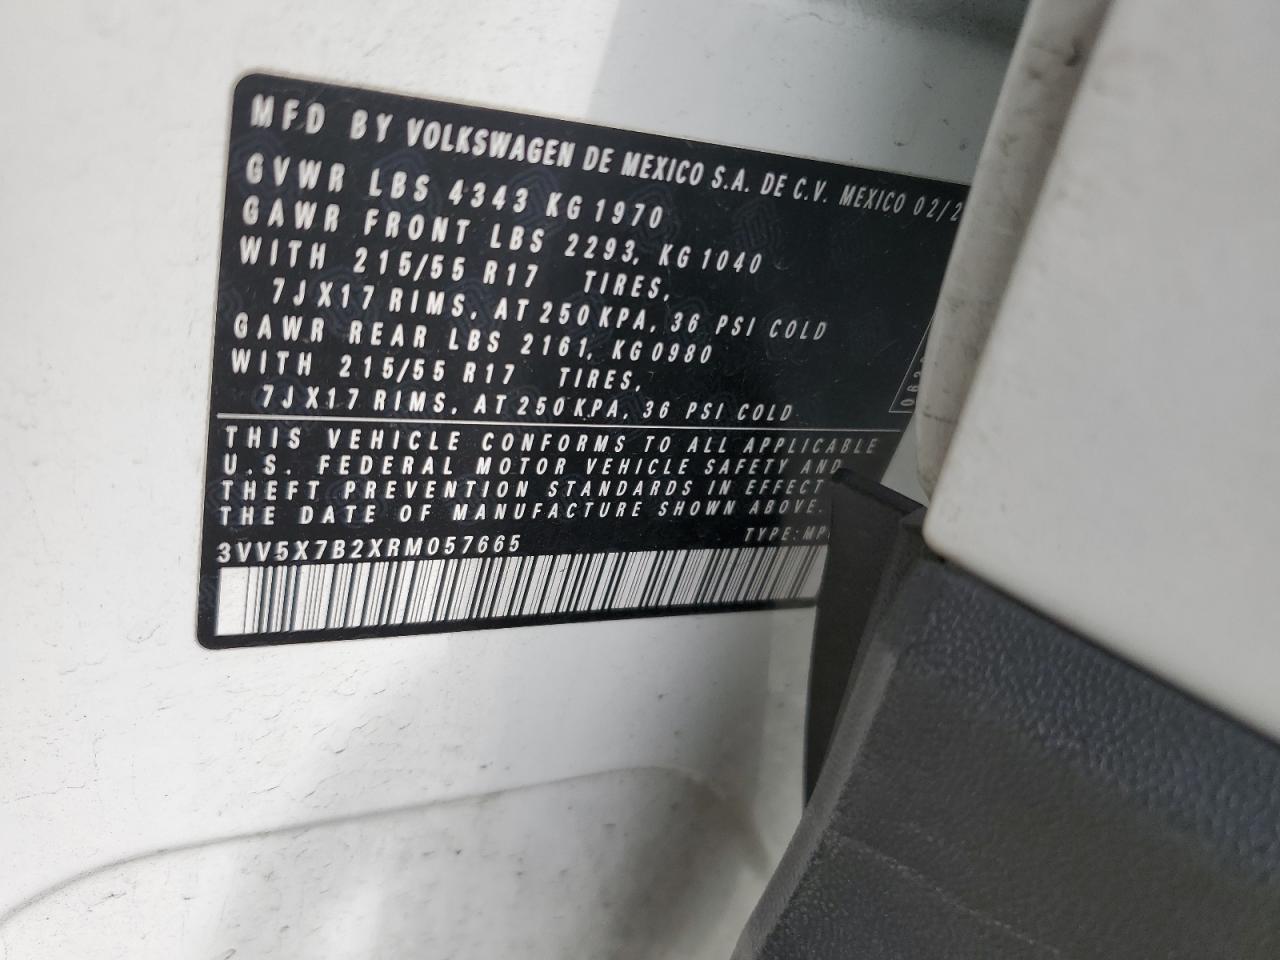 MFD BY VOLKSWAGEN DE MEXICO S.A. DE C.V. MEXICO 02/2
GVWR LBS 4343 KG 1970
GAWR FRONT LBS 2293, KG 1040
WITH 215/55 R17 TIRES,
7JX17 RIMS, AT 250 KPA, 36 PSI COLD
GAWR REAR LBS 2161, KG 0980
WITH 215/55 R17 TIRES,
7JX17 RIMS, AT 250 KPA, 36 PSI COLD
THIS VEHICLE CONFORMS TO ALL APPLICABLE
U.S. FEDERAL MOTOR VEHICLE SAFETY AND
THEFT PREVENTION STANDARDS IN EFFECT
THE DATE OF MANUFACTURE SHOWN ABOVE.
3VV5X7B2XRM057665 TYPE: MP